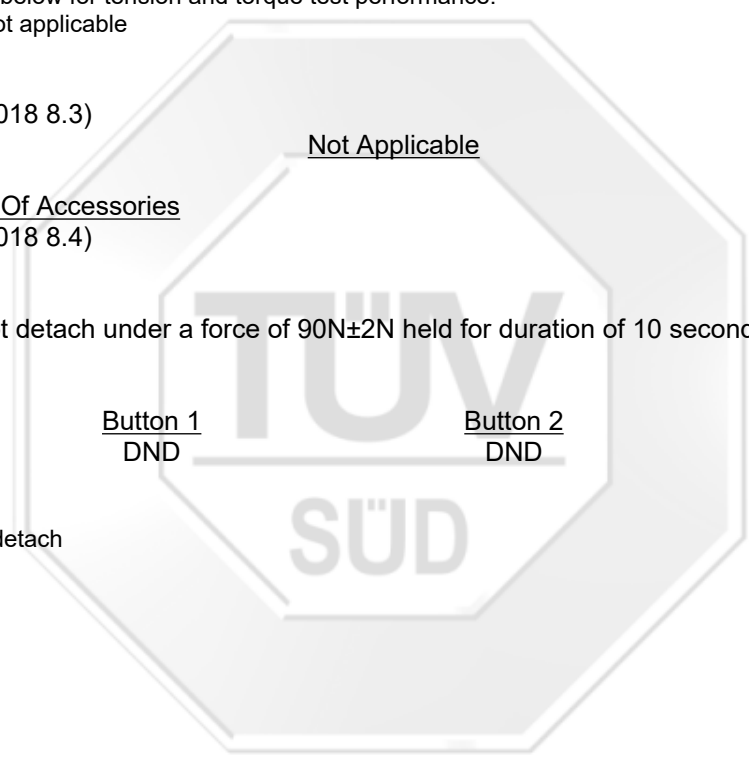 below for tension and torque test performance.
ot applicable
018 8.3)
Not Applicable
Of Accessories
018 8.4)
t detach under a force of 90N±2N held for duration of 10 second
Button 1 Button 2
DND DND
detach
TÜV
SÜD